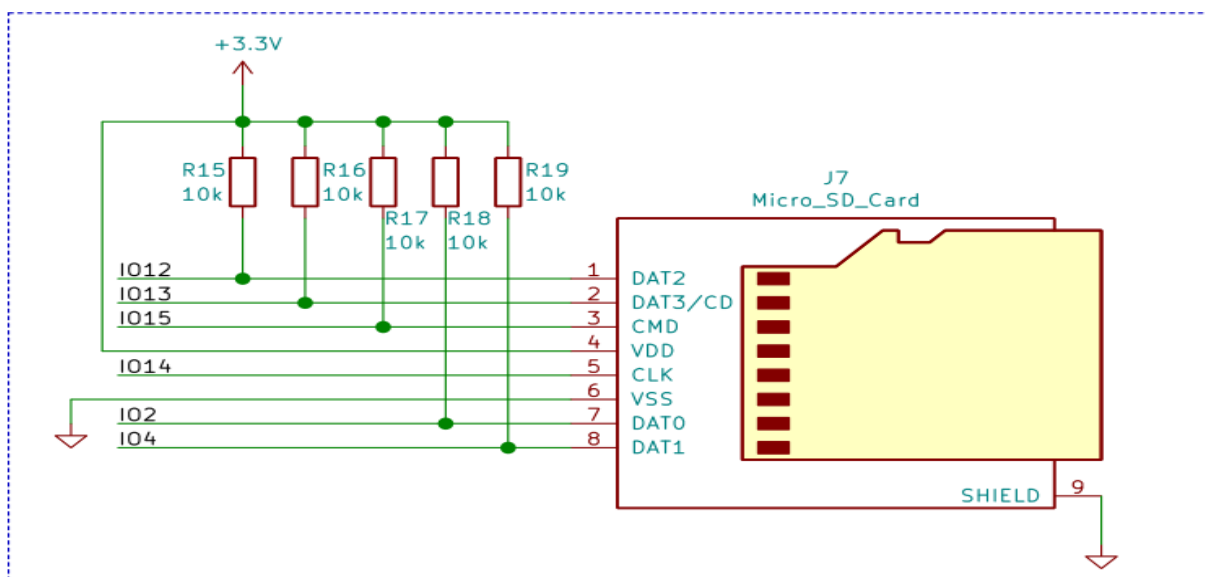 +3.3V
R15
10k
R16
10k
R17
10k
R18
10k
R19
10k
J7
Micro_SD_Card
IO12
1
DAT2
IO13
2
DAT3/CD
IO15
3
CMD
4
VDD
IO14
5
CLK
6
VSS
IO2
7
DAT0
IO4
8
DAT1
SHIELD
9